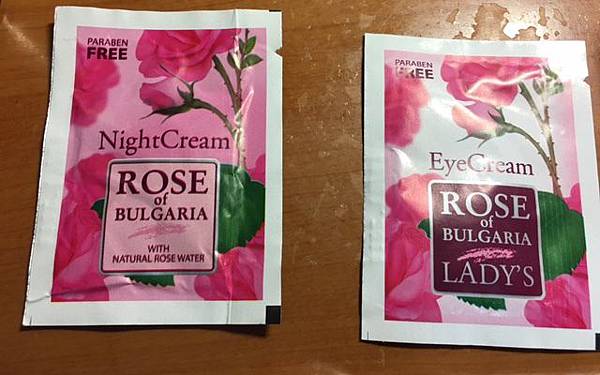 PARABEN
FREE
NightCream
ROSE
of
BULGARIA
WITH
NATURAL ROSE WATER
PARABEN
FREE
EyeCream
ROSE
of
BULGARIA
LADY'S